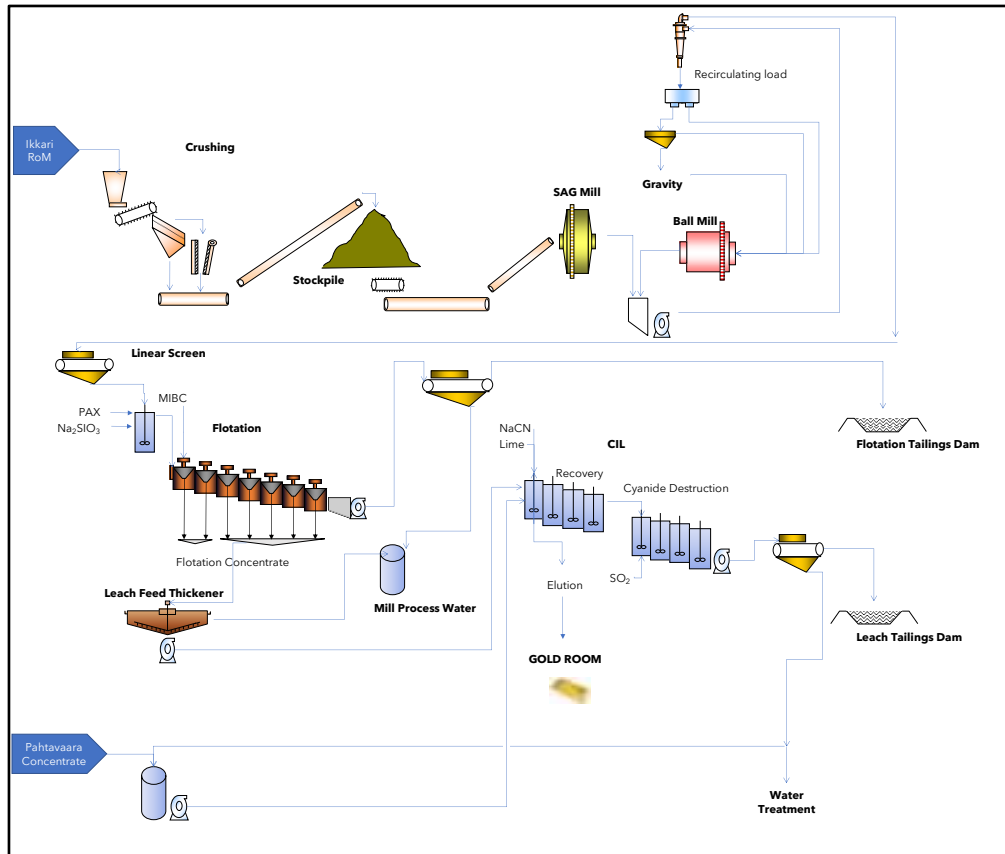 Recirculating load
Ikkari
RoM
Crushing
Gravity
SAG Mill
Ball Mill
Stockpile
Linear Screen
MIBC
PAX
Na₂SIO₃
Flotation
NaCN
Lime
CIL
Flotation Tailings Dam
Recovery
Cyanide Destruction
Flotation Concentrate
SO₂
Elution
Leach Feed Thickener
Mill Process Water
Leach Tailings Dam
GOLD ROOM
Pahtavaara
Concentrate
Water
Treatment